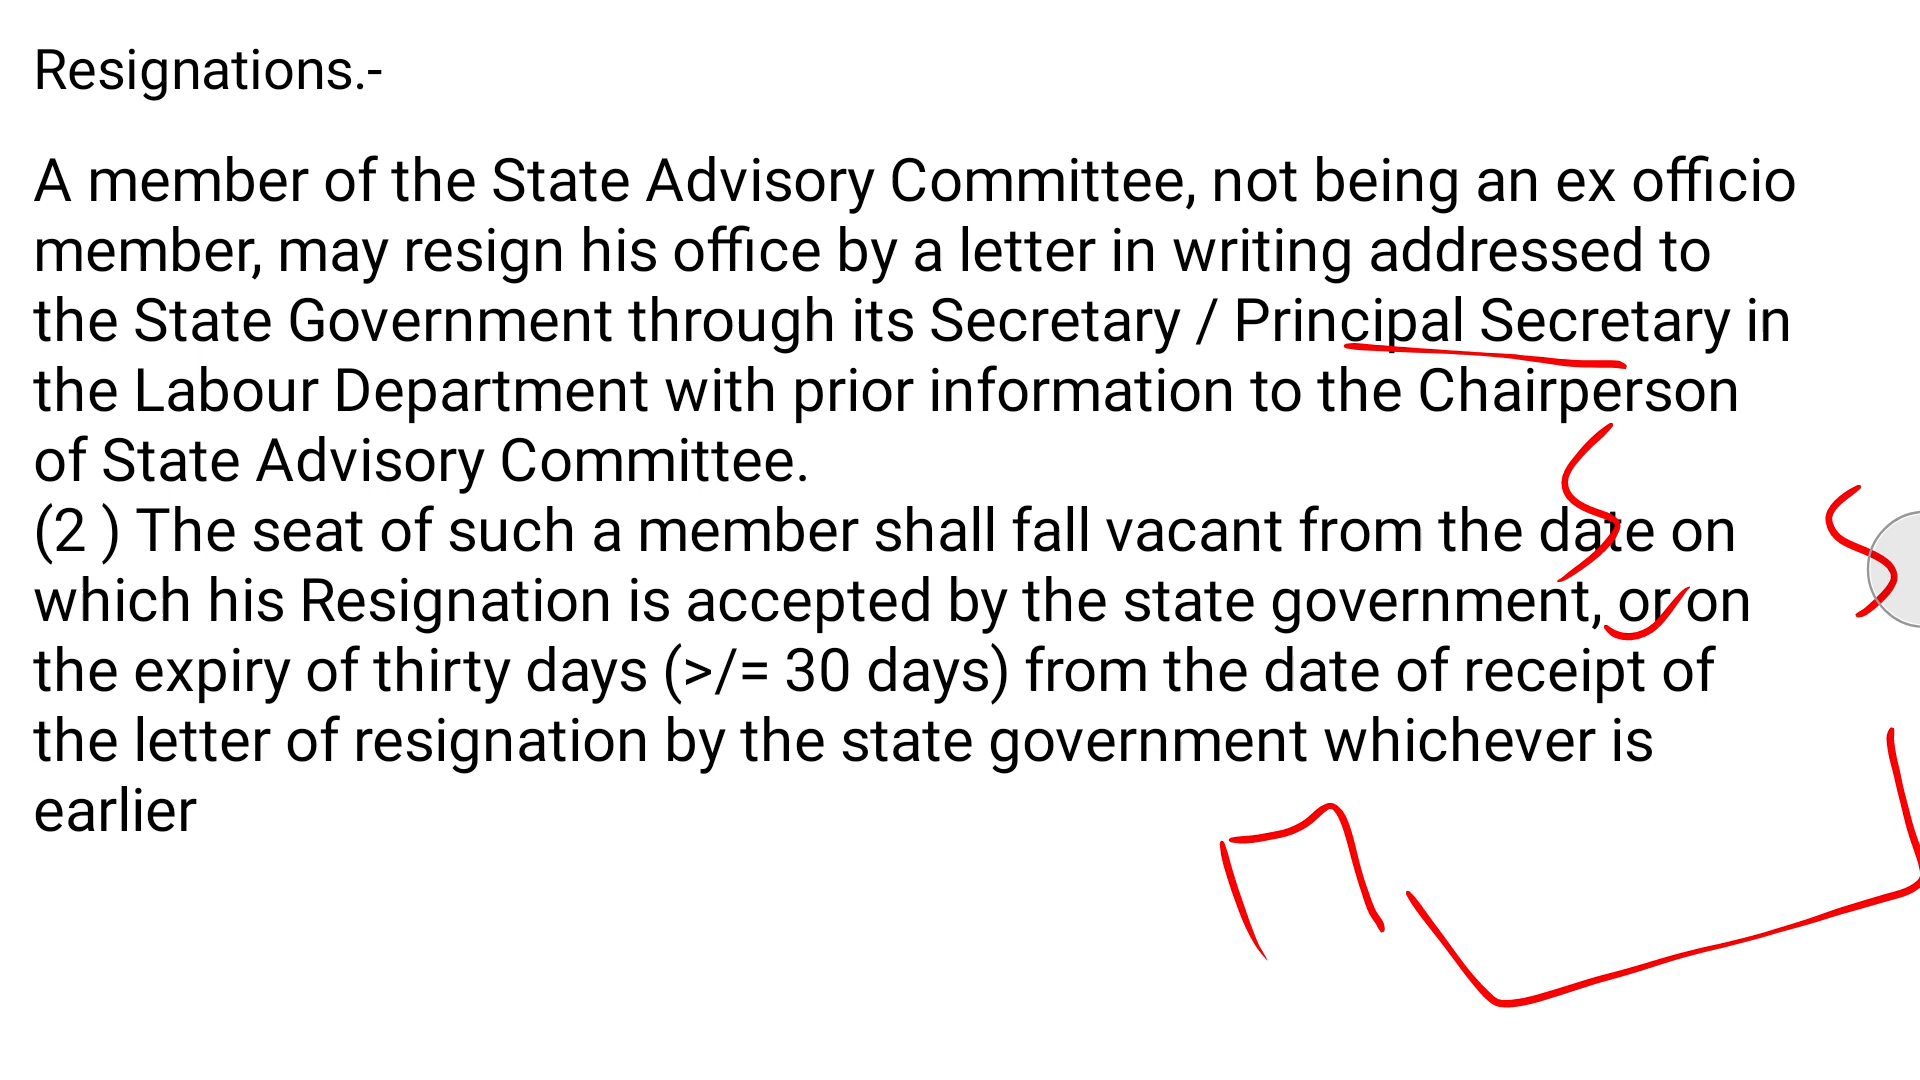 Resignations.-
A member of the State Advisory Committee, not being an ex officio
member, may resign his office by a letter in writing addressed to
the State Government through its Secretary / Principal Secretary in
the Labour Department with prior information to the Chairperson
of State Advisory Committee.
(2 ) The seat of such a member shall fall vacant from the date on
which his Resignation is accepted by the state government, or on
the expiry of thirty days (>/= 30 days) from the date of receipt of
the letter of resignation by the state government whichever is
earlier